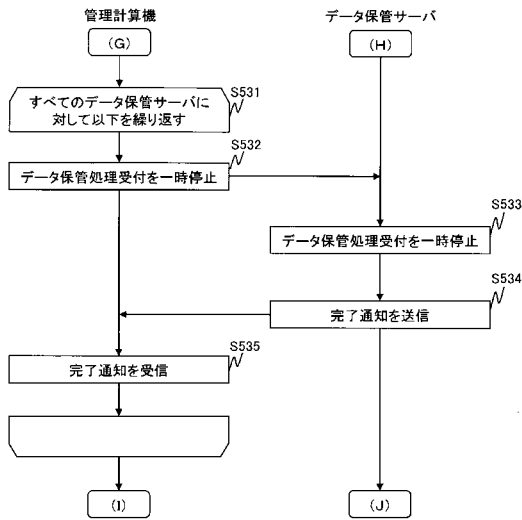 管理計算機
データ保管サーバ
(G)
(H)
S531
すべてのデータ保管サーバに
対して以下を繰り返す
S532
データ保管処理受付を一時停止
S533
データ保管処理受付を一時停止
S534
完了通知を送信
S535
完了通知を受信
(I)
(J)